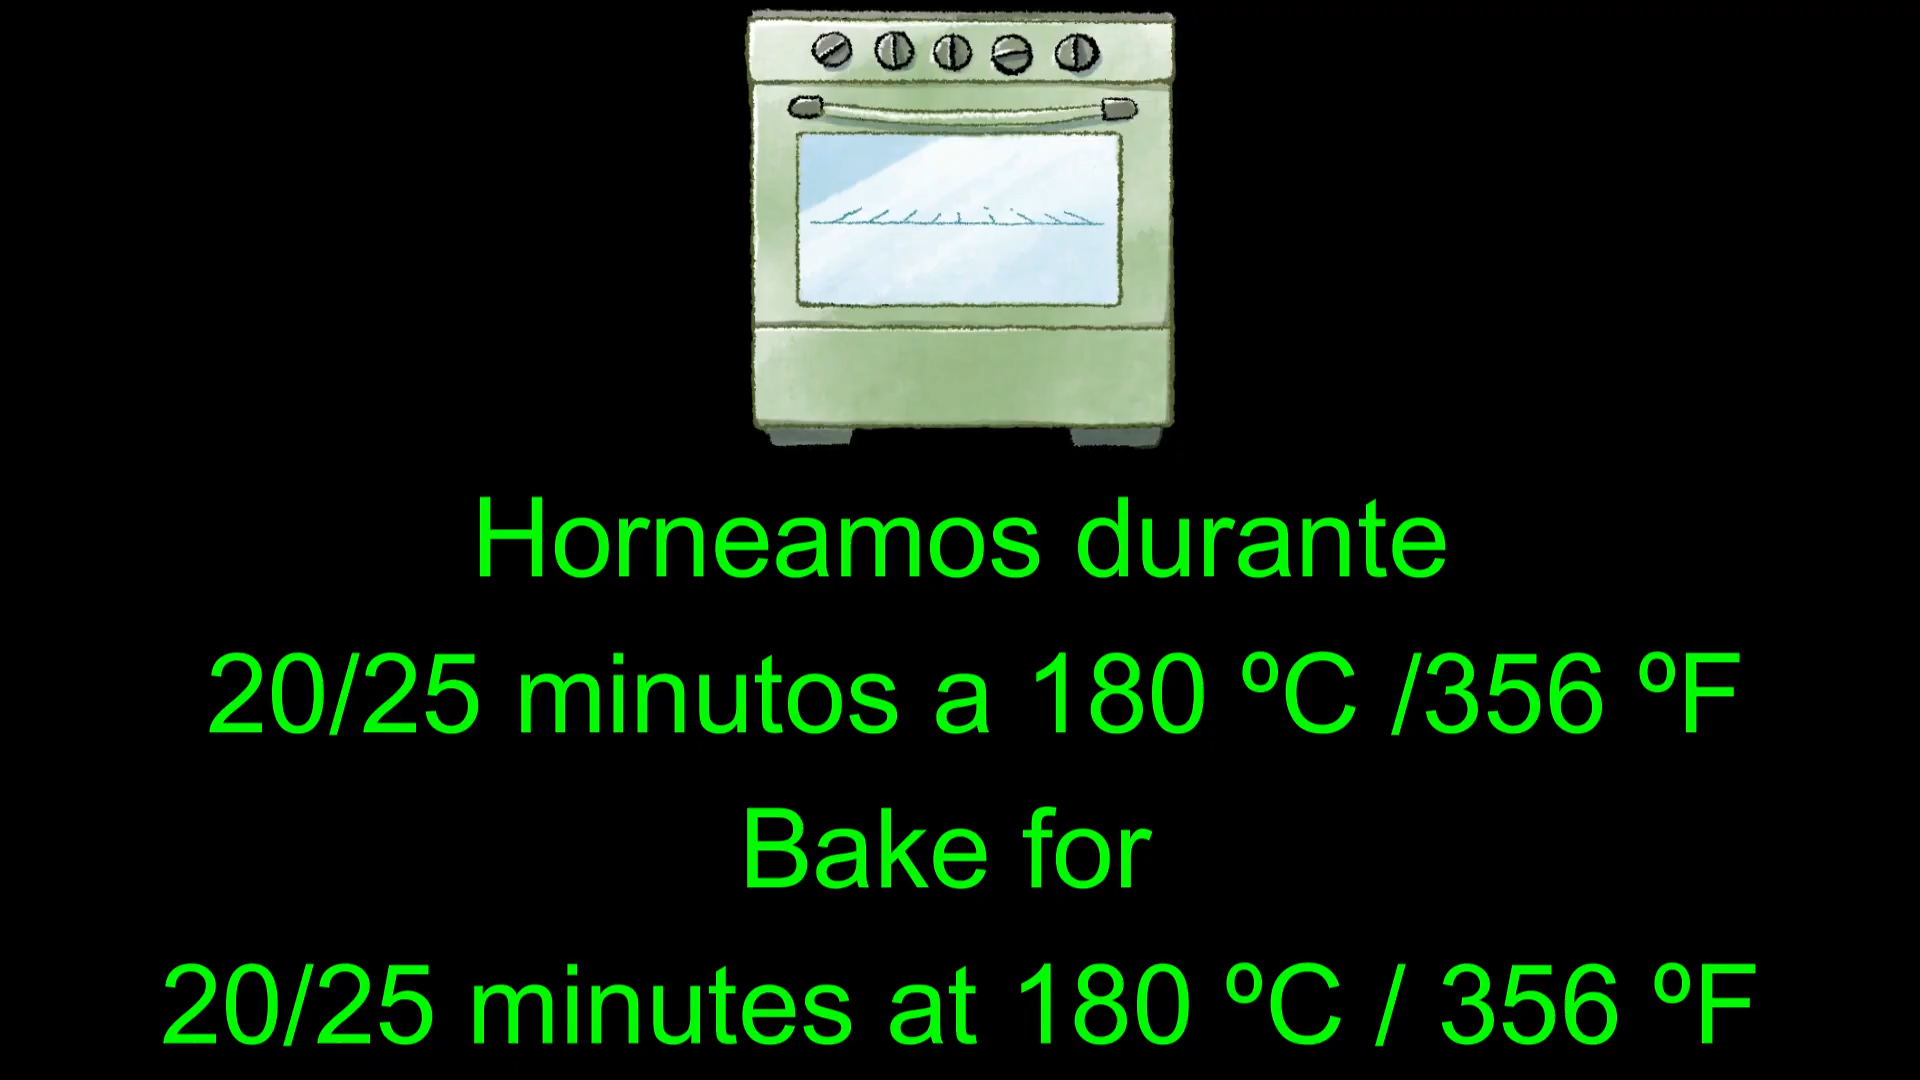 Horneamos durante
20/25 minutos a 180 ºC /356 ºF
Bake for
20/25 minutes at 180 ºC / 356 ºF